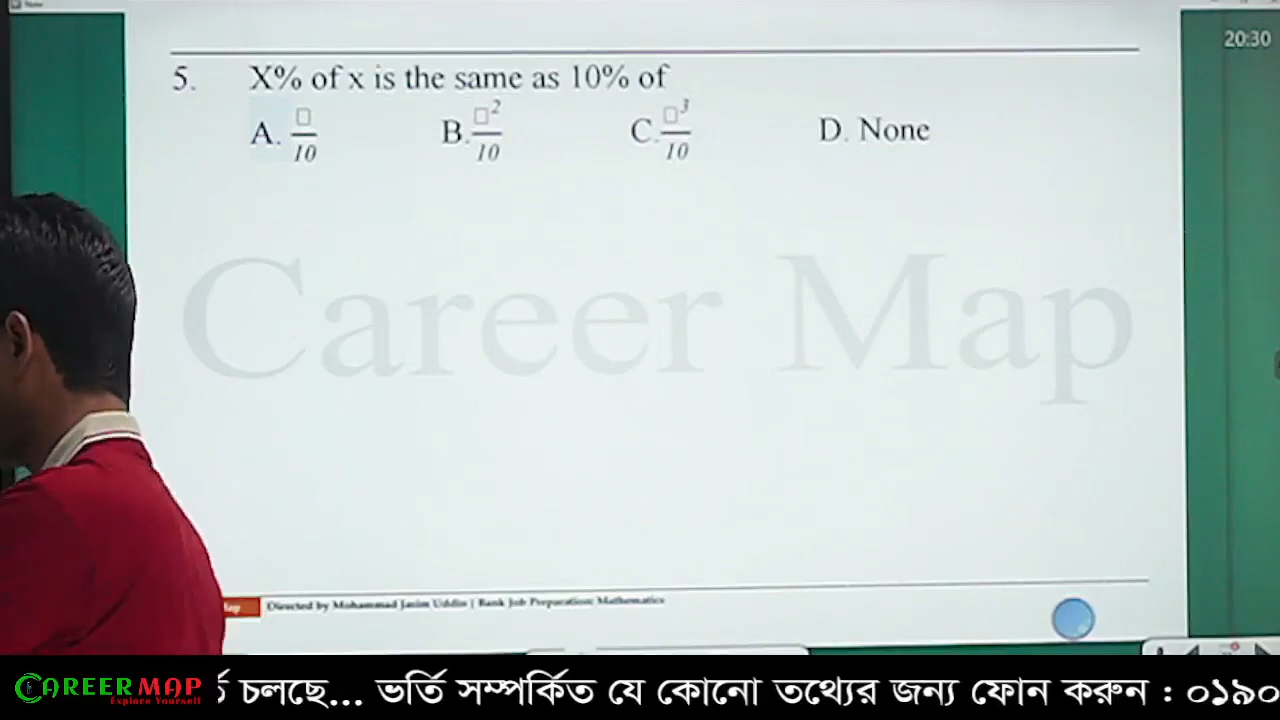 20:30
5. X% of x is the same as 10% of
A. □/10 B. □²/10 C. □³/10 D. None
Career Map
Directed by Mohammad Jasim Uddin | Bank Job Preparation: Mathematics
CAREER MAP
Explore Yourself
চলছে... ভর্তি সম্পর্কিত যে কোনো তথ্যের জন্য ফোন করুন : ০১৯০